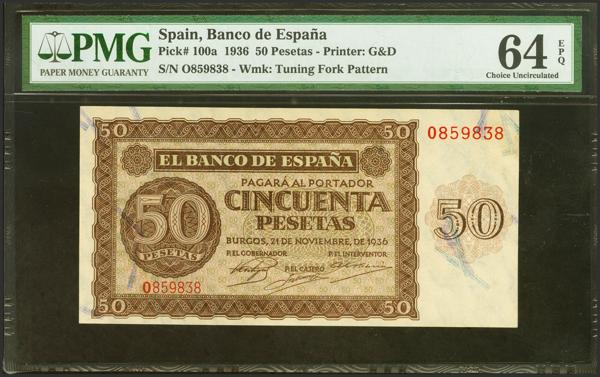 PMG
PAPER MONEY GUARANTY
Spain, Banco de España
Pick# 100a 1936 50 Pesetas - Printer: G&D
S/N O859838 - Wmk: Tuning Fork Pattern
64 EPQ
Choice Uncirculated
50 50
O859838
EL BANCO DE ESPAÑA
PAGARÁ AL PORTADOR
CINCUENTA
PESETAS
50
PESETAS
50
BURGOS, 21 DE NOVIEMBRE, DE 1936
P.EL GOBERNADOR P.EL INTERVENTOR
P.EL CAJERO
O859838
50 50